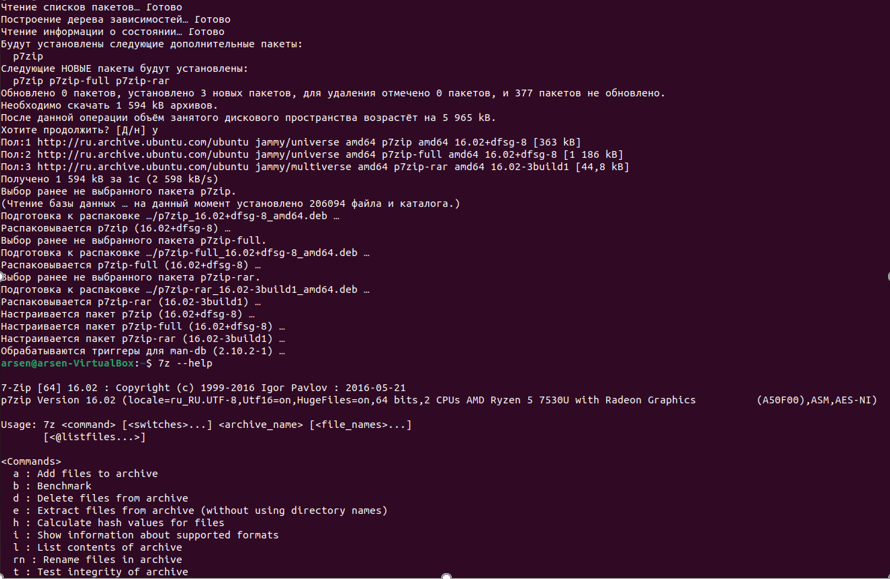 Чтение списков пакетов… Готово
Построение дерева зависимостей… Готово
Чтение информации о состоянии… Готово
Будут установлены следующие дополнительные пакеты:
  p7zip
Следующие НОВЫЕ пакеты будут установлены:
  p7zip p7zip-full p7zip-rar
Обновлено 0 пакетов, установлено 3 новых пакетов, для удаления отмечено 0 пакетов, и 377 пакетов не обновлено.
Необходимо скачать 1 594 kB архивов.
После данной операции объём занятого дискового пространства возрастёт на 5 965 kB.
Хотите продолжить? [Д/н] y
Пол:1 http://ru.archive.ubuntu.com/ubuntu jammy/universe amd64 p7zip amd64 16.02+dfsg-8 [363 kB]
Пол:2 http://ru.archive.ubuntu.com/ubuntu jammy/universe amd64 p7zip-full amd64 16.02+dfsg-8 [1 186 kB]
Пол:3 http://ru.archive.ubuntu.com/ubuntu jammy/multiverse amd64 p7zip-rar amd64 16.02-3build1 [44,8 kB]
Получено 1 594 kB за 1с (2 598 kB/s)
Выбор ранее не выбранного пакета p7zip.
(Чтение базы данных … на данный момент установлено 206094 файла и каталога.)
Подготовка к распаковке …/p7zip_16.02+dfsg-8_amd64.deb …
Распаковывается p7zip (16.02+dfsg-8) …
Выбор ранее не выбранного пакета p7zip-full.
Подготовка к распаковке …/p7zip-full_16.02+dfsg-8_amd64.deb …
Распаковывается p7zip-full (16.02+dfsg-8) …
Выбор ранее не выбранного пакета p7zip-rar.
Подготовка к распаковке …/p7zip-rar_16.02-3build1_amd64.deb …
Распаковывается p7zip-rar (16.02-3build1) …
Настраивается пакет p7zip (16.02+dfsg-8) …
Настраивается пакет p7zip-full (16.02+dfsg-8) …
Настраивается пакет p7zip-rar (16.02-3build1) …
Обрабатываются триггеры для man-db (2.10.2-1) …
arsen@arsen-VirtualBox:~$ 7z --help
7-Zip [64] 16.02 : Copyright (c) 1999-2016 Igor Pavlov : 2016-05-21
p7zip Version 16.02 (locale=ru_RU.UTF-8,Utf16=on,HugeFiles=on,64 bits,2 CPUs AMD Ryzen 5 7530U with Radeon Graphics          (A50F00),ASM,AES-NI)
Usage: 7z <command> [<switches>...] <archive_name> [<file_names>...]
       [<@listfiles...>]
<Commands>
  a : Add files to archive
  b : Benchmark
  d : Delete files from archive
  e : Extract files from archive (without using directory names)
  h : Calculate hash values for files
  i : Show information about supported formats
  l : List contents of archive
  rn : Rename files in archive
  t : Test integrity of archive